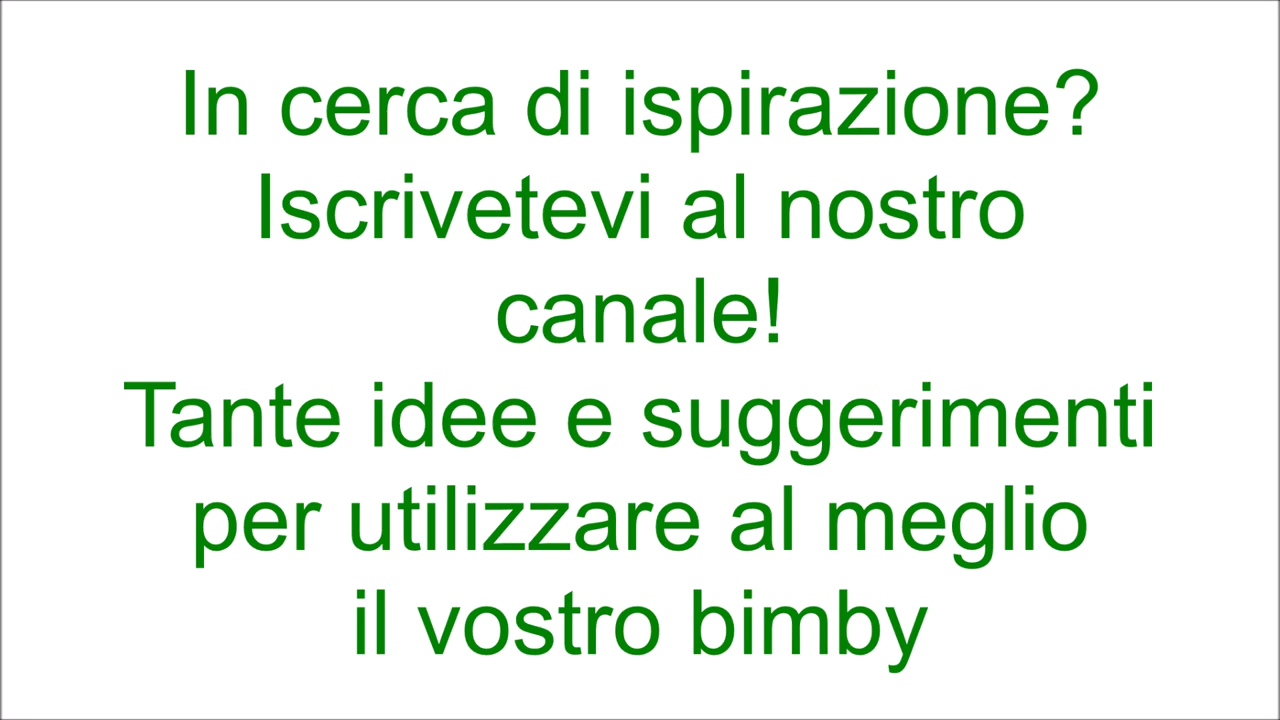 In cerca di ispirazione?
Iscrivetevi al nostro
canale!
Tante idee e suggerimenti
per utilizzare al meglio
il vostro bimby